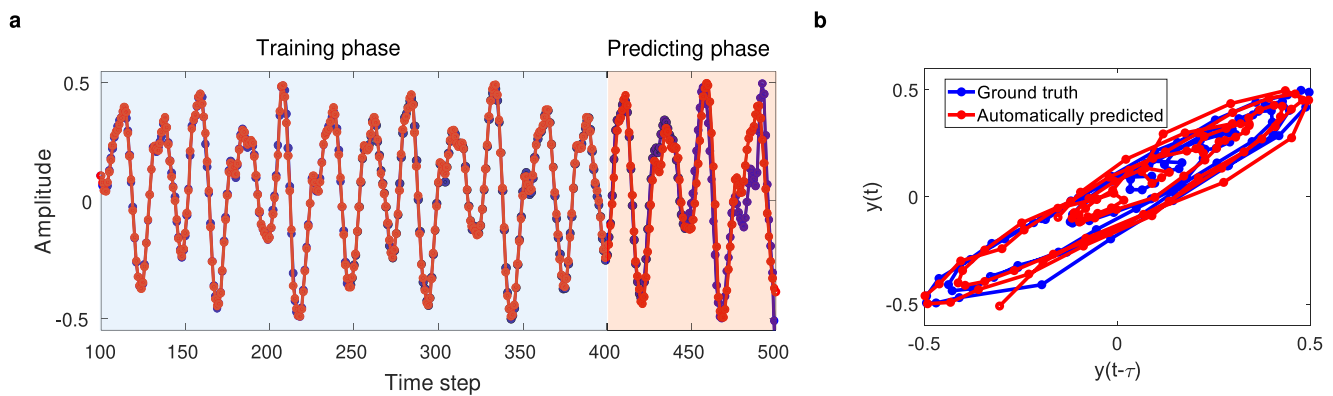 a
Training phase
Predicting phase
Amplitude
0.5
0
-0.5
100
150
200
250
300
350
400
450
500
Time step
b
Ground truth
Automatically predicted
y(t)
0.5
0
-0.5
-0.5
0
0.5
y(t-τ)